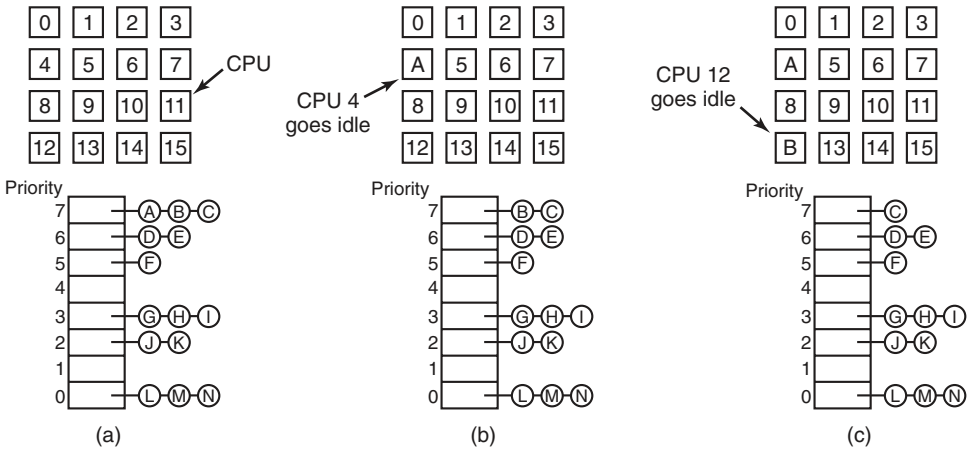 0 1 2 3
4 5 6 7
8 9 10 11
12 13 14 15
CPU
Priority
7 A B C
6 D E
5 F
4
3 G H I
2 J K
1
0 L M N
(a)
0 1 2 3
A 5 6 7
8 9 10 11
12 13 14 15
CPU 4
goes idle
Priority
7 B C
6 D E
5 F
4
3 G H I
2 J K
1
0 L M N
(b)
0 1 2 3
A 5 6 7
8 9 10 11
B 13 14 15
CPU 12
goes idle
Priority
7 C
6 D E
5 F
4
3 G H I
2 J K
1
0 L M N
(c)